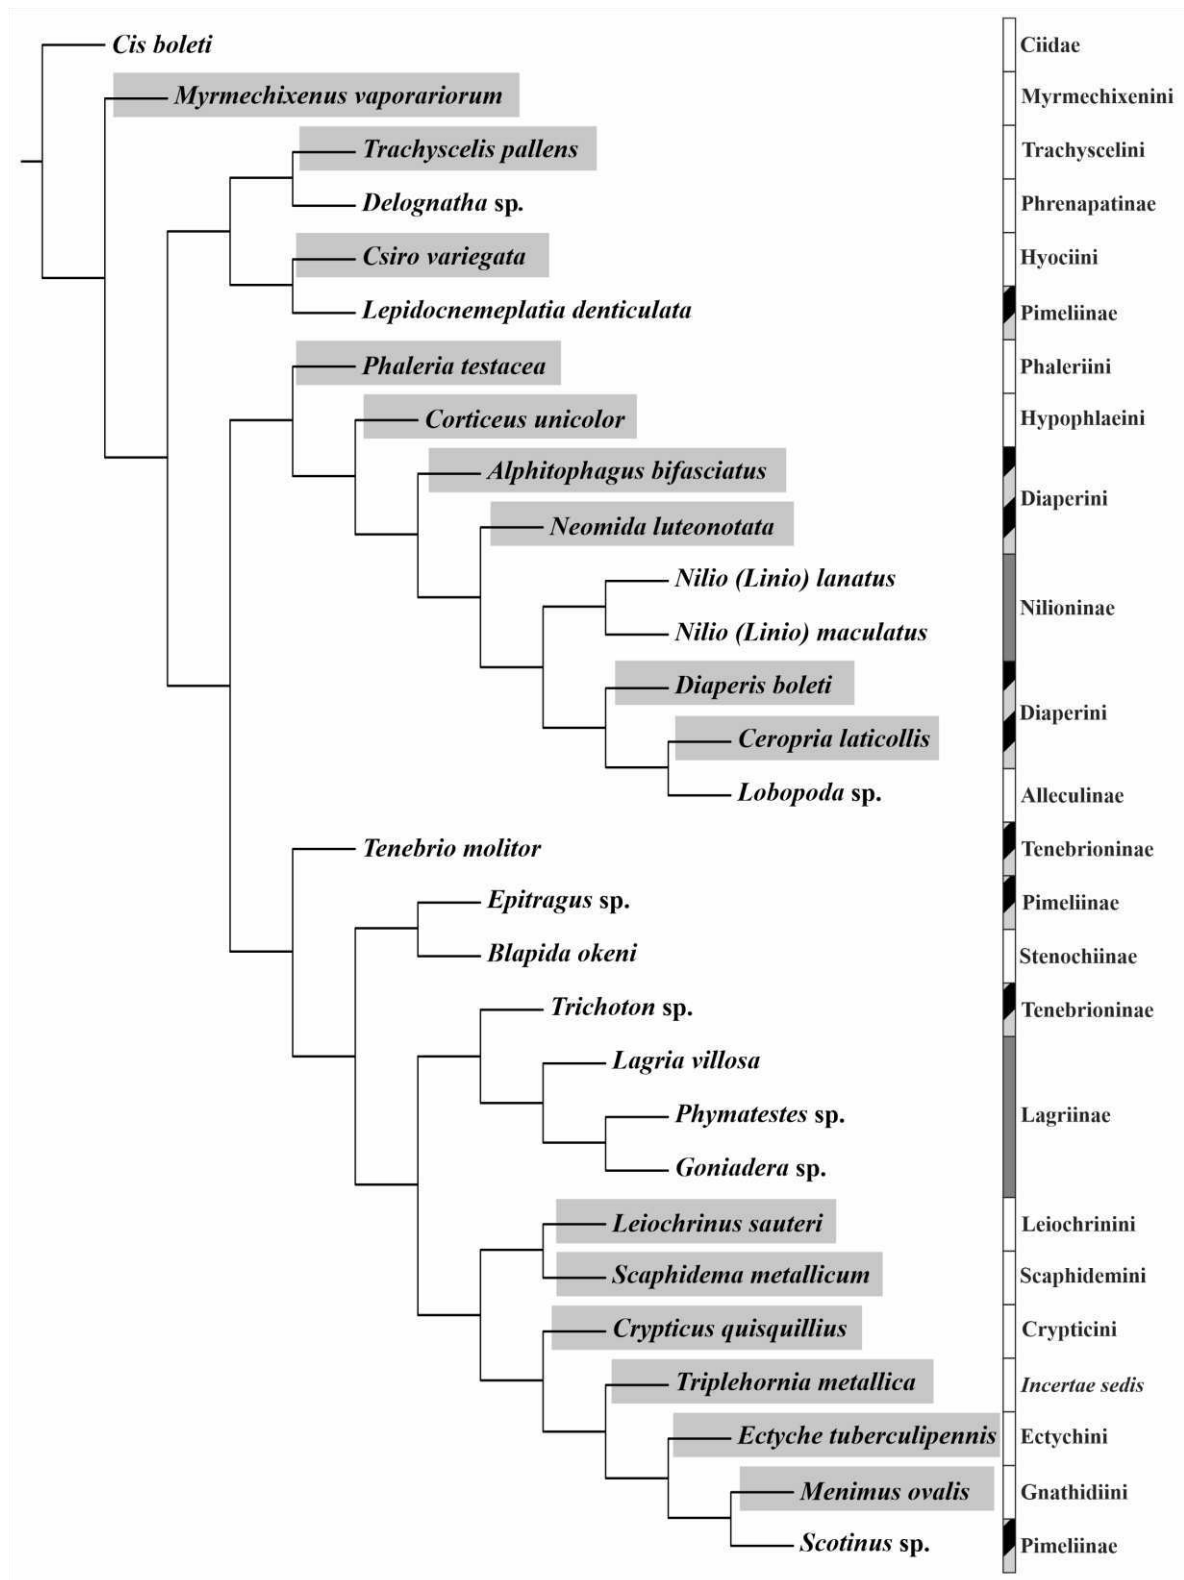 Cis boleti Ciidae
Myrmechixenus vaporariorum Myrmechixenini
Trachyscelis pallens Trachyscelini
Delognatha sp. Phrenapatinae
Csiro variegata Hyociini
Lepidocnemeplatia denticulata Pimeliinae
Phaleria testacea Phaleriini
Corticeus unicolor Hypophlaeini
Alphitophagus bifasciatus
Diaperini
Neomida luteonotata
Nilio (Linio) lanatus
Nilioninae
Nilio (Linio) maculatus
Diaperis boleti
Diaperini
Ceropria laticollis
Lobopoda sp. Alleculinae
Tenebrio molitor Tenebrioninae
Epitragus sp. Pimeliinae
Blapida okeni Stenochiinae
Trichoton sp. Tenebrioninae
Lagria villosa
Phymatestes sp. Lagriinae
Goniadera sp.
Leiochrinus sauteri Leiochrinini
Scaphidema metallicum Scaphidemini
Crypticus quisquillius Crypticini
Triplehornia metallica Incertae sedis
Ectyche tuberculipennis Ectychini
Menimus ovalis Gnathidiini
Scotinus sp. Pimeliinae